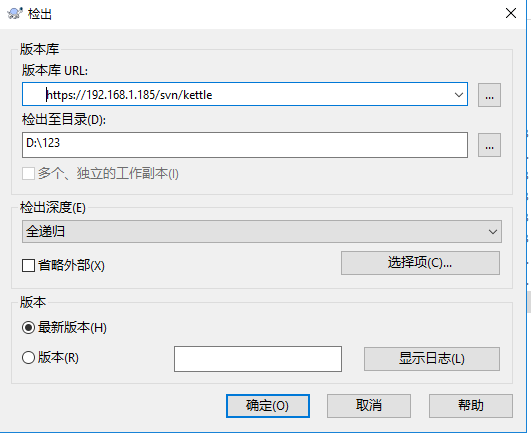 检出
版本库
版本库 URL:
https://192.168.1.185/svn/kettle
...
检出至目录(D):
D:\123
...
多个、独立的工作副本(I)
检出深度(E)
全递归
省略外部(X)
选择项(C)...
版本
最新版本(H)
版本(R)
显示日志(L)
确定(O)
取消
帮助